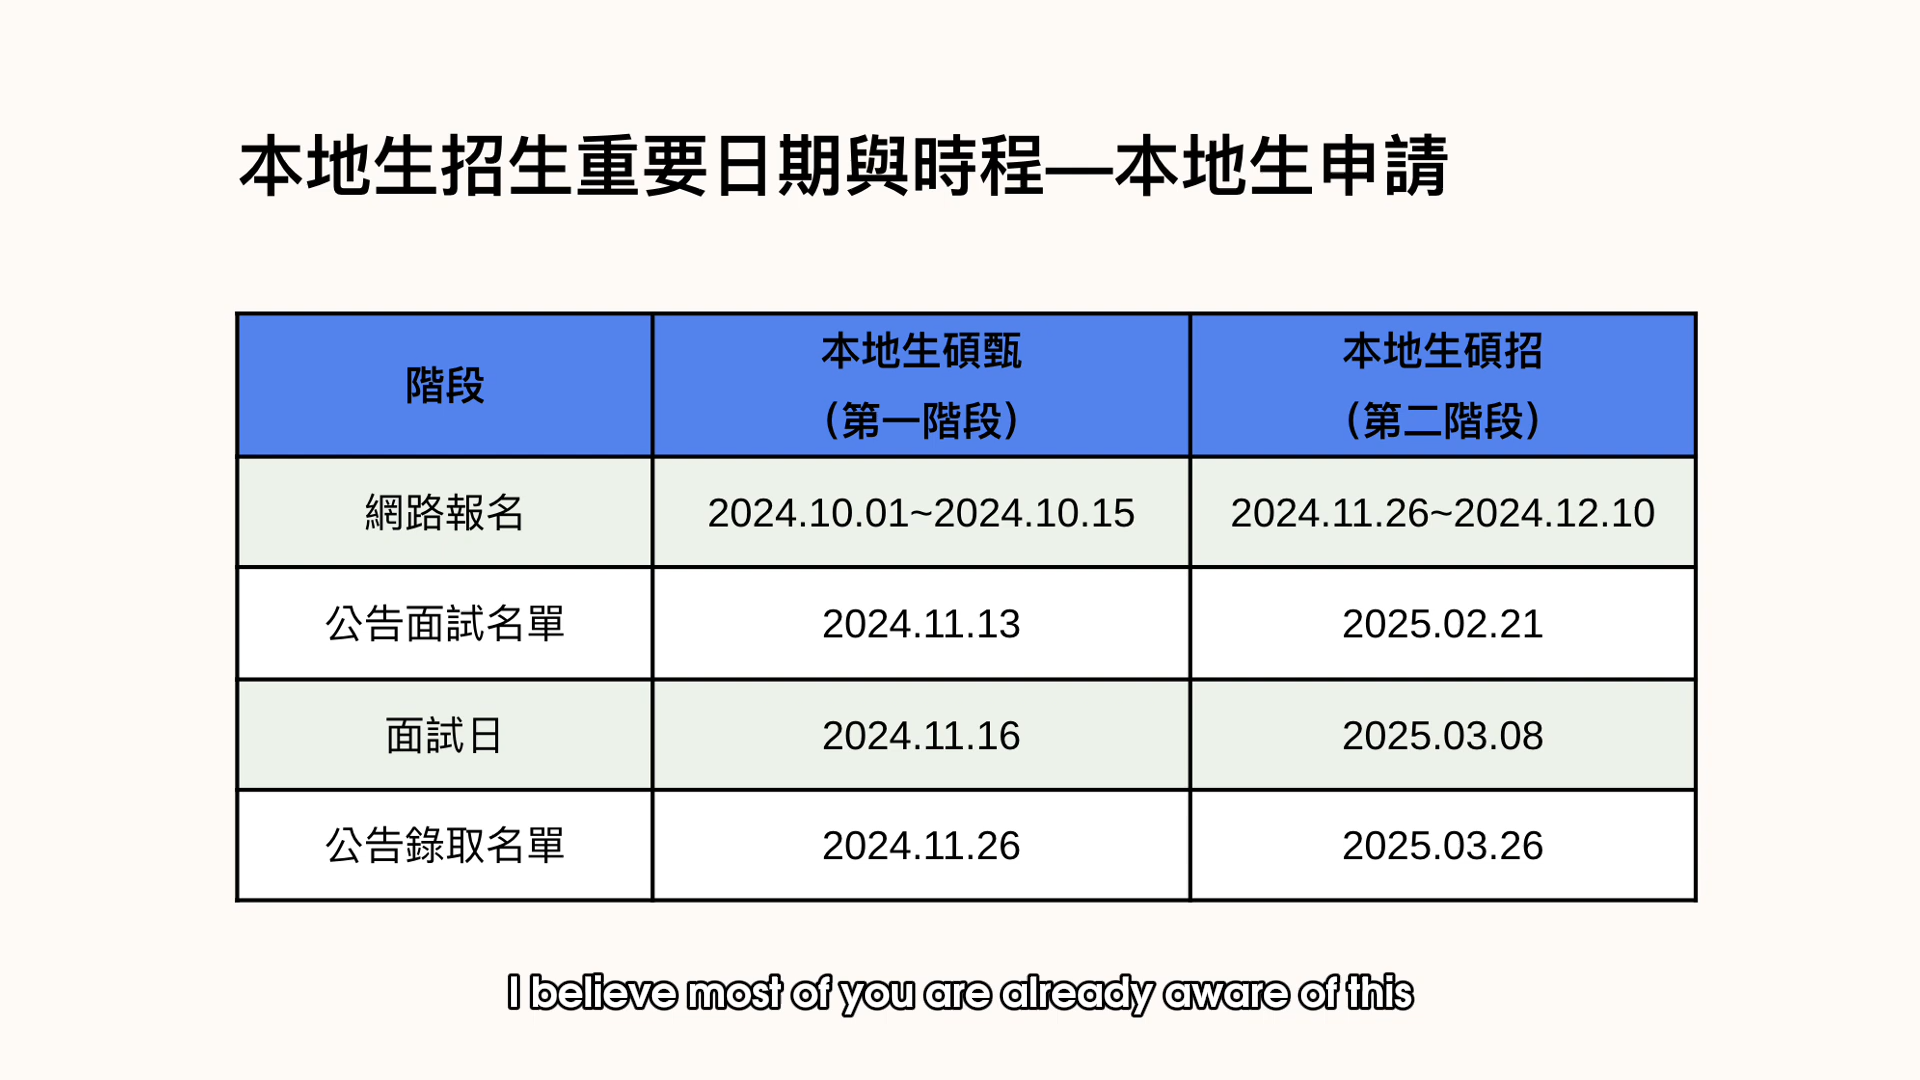 本地生招生重要日期與時程—本地生申請
階段
本地生碩甄
(第一階段)
本地生碩招
(第二階段)
網路報名
2024.10.01~2024.10.15
2024.11.26~2024.12.10
公告面試名單
2024.11.13
2025.02.21
面試日
2024.11.16
2025.03.08
公告錄取名單
2024.11.26
2025.03.26
I believe most of you are already aware of this